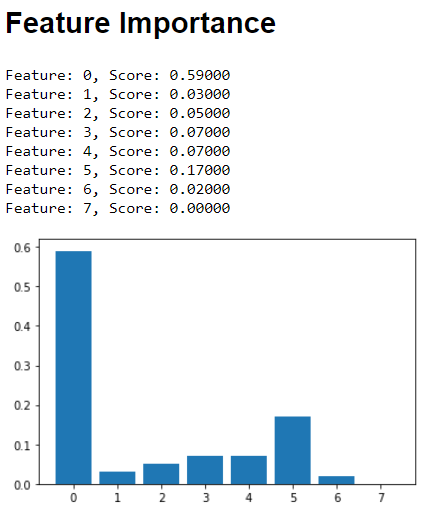 Feature Importance
Feature: 0, Score: 0.59000
Feature: 1, Score: 0.03000
Feature: 2, Score: 0.05000
Feature: 3, Score: 0.07000
Feature: 4, Score: 0.07000
Feature: 5, Score: 0.17000
Feature: 6, Score: 0.02000
Feature: 7, Score: 0.00000
0.6
0.5
0.4
0.3
0.2
0.1
0.0
0 1 2 3 4 5 6 7